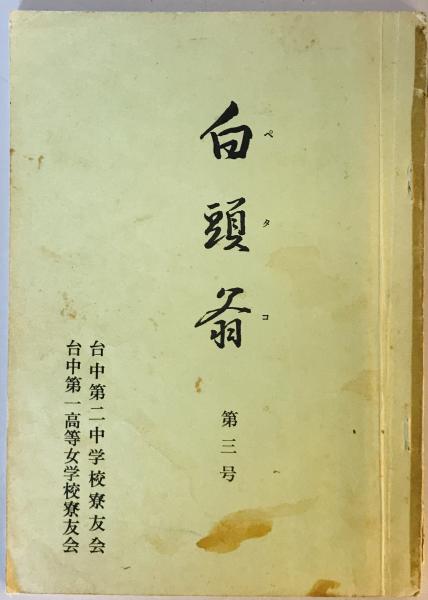 白頭翁
ペタコ
第三号
台中第二中学校寮友会
台中第一高等女学校寮友会